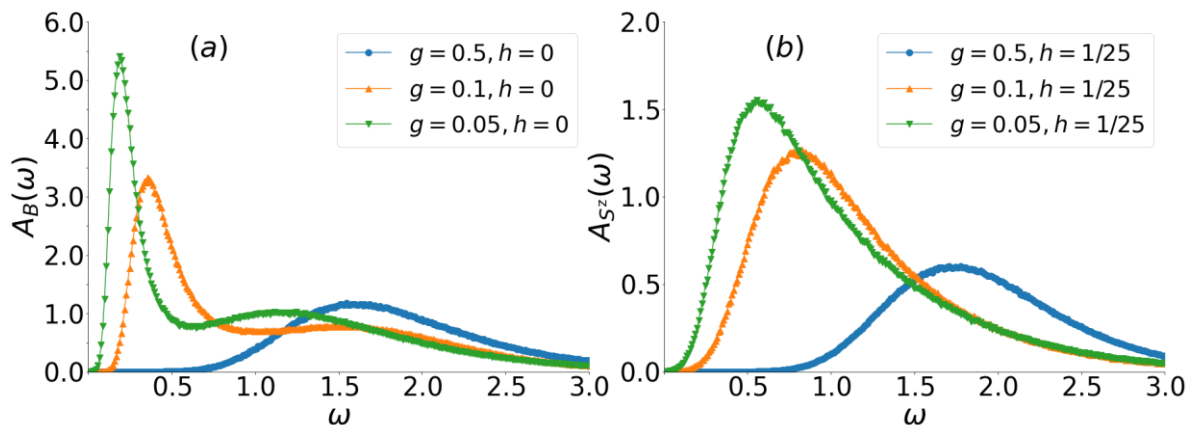 (a)
g = 0.5, h = 0
g = 0.1, h = 0
g = 0.05, h = 0
A_B(ω)
6.0
5.0
4.0
3.0
2.0
1.0
0.0
0.5
1.0
1.5
2.0
2.5
3.0
ω
(b)
g = 0.5, h = 1/25
g = 0.1, h = 1/25
g = 0.05, h = 1/25
A_{S^z}(ω)
2.0
1.5
1.0
0.5
0.0
0.5
1.0
1.5
2.0
2.5
3.0
ω